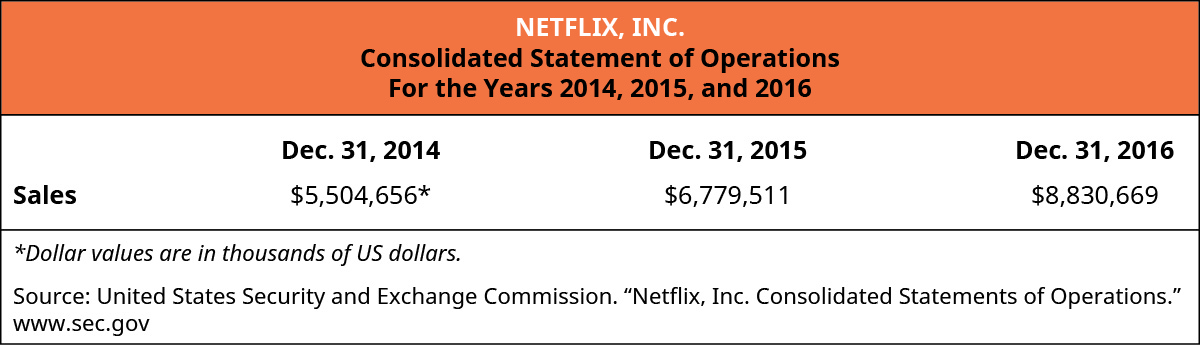 NETFLIX, INC.
Consolidated Statement of Operations
For the Years 2014, 2015, and 2016
Dec. 31, 2014 Dec. 31, 2015 Dec. 31, 2016
Sales $5,504,656* $6,779,511 $8,830,669
*Dollar values are in thousands of US dollars.
Source: United States Security and Exchange Commission. “Netflix, Inc. Consolidated Statements of Operations.”
www.sec.gov